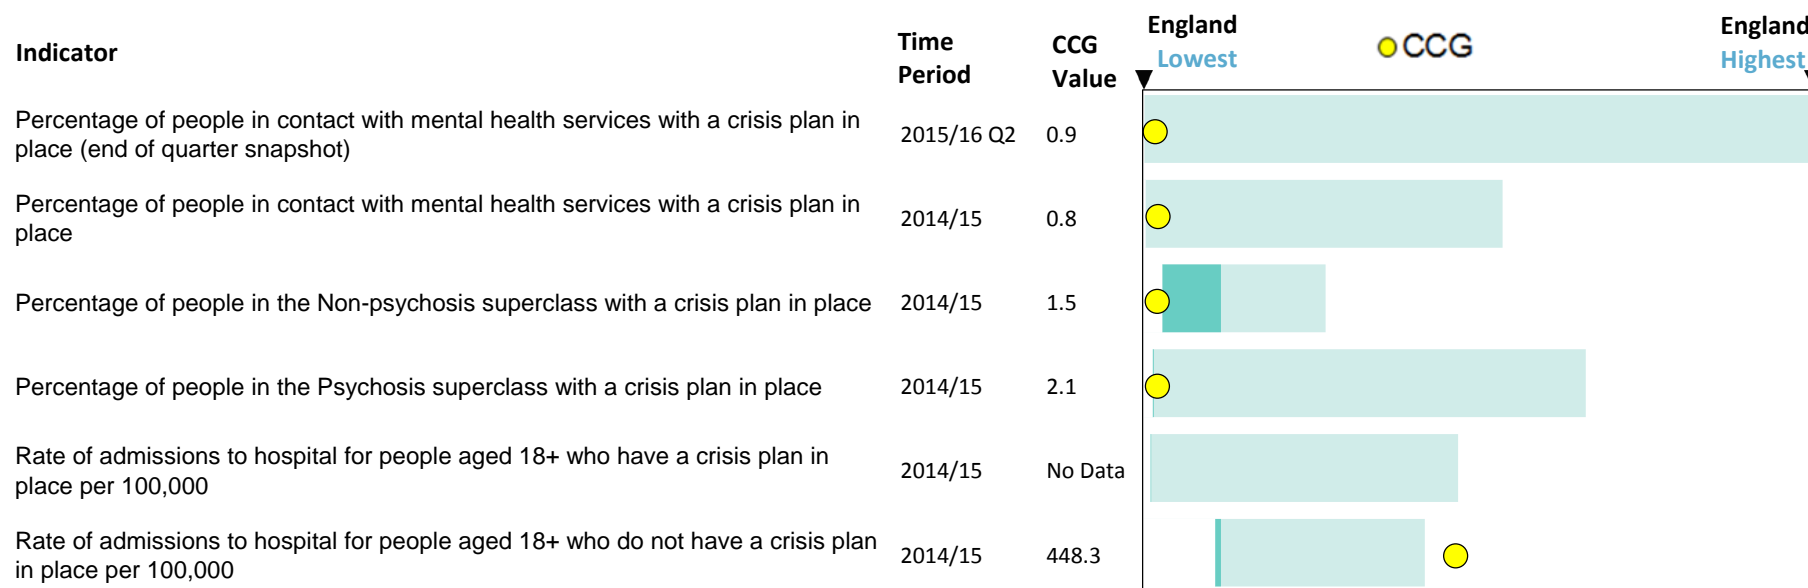 Indicator
Time Period
CCG Value
England Lowest
CCG
England Highest
Percentage of people in contact with mental health services with a crisis plan in
place (end of quarter snapshot)
2015/16 Q2
0.9
Percentage of people in contact with mental health services with a crisis plan in
place
2014/15
0.8
Percentage of people in the Non-psychosis superclass with a crisis plan in place
2014/15
1.5
Percentage of people in the Psychosis superclass with a crisis plan in place
2014/15
2.1
Rate of admissions to hospital for people aged 18+ who have a crisis plan in
place per 100,000
2014/15
No Data
Rate of admissions to hospital for people aged 18+ who do not have a crisis plan
in place per 100,000
2014/15
448.3